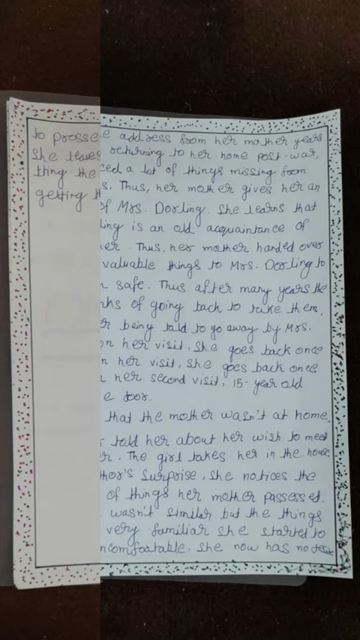 to prossee address from her mother years
she leaves returning to her home post-war,
thing the ced a lot of things missing from
getting t s. Thus, her mother gives her an
of Mrs. Dorling. She learns that
ling is an old acquaintance of
er. Thus, her mother handed over
valuable things to Mrs. Dorling to
safe. Thus after many years the
ks of going back to take them,
er being told to go away by Mrs.
on her visit, she goes back once
n her visit, she goes back once
her second visit, 15-year old
e door.
that the mother wasn't at home,
told her about her wish to meet
er. The girl takes her in the house,
thor's surprise, she notices the
of things her mother passessed.
wasn't similar but the things
very familiar she started to
ncomfortable. She now has no